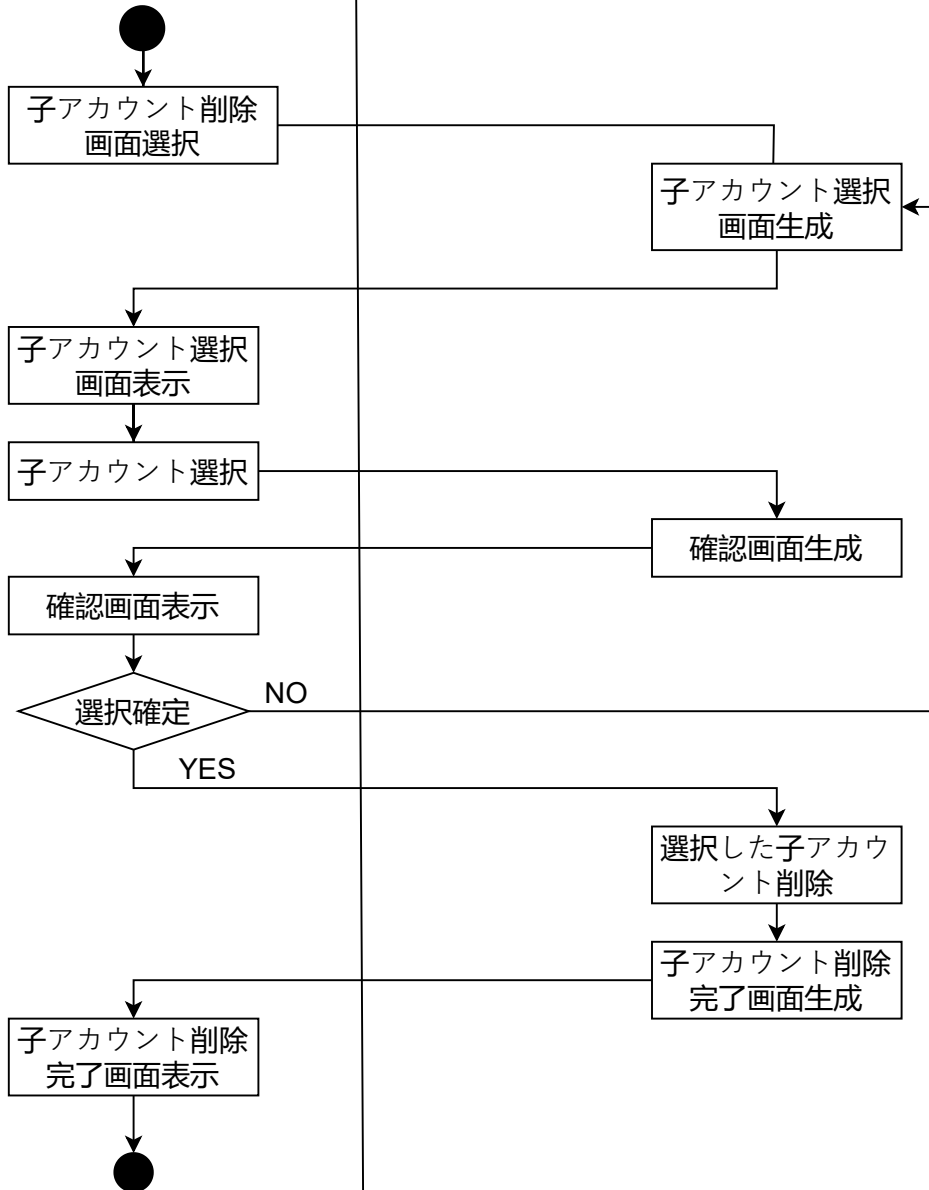 子アカウント削除
画面選択
子アカウント選択
画面生成
子アカウント選択
画面表示
子アカウント選択
確認画面生成
確認画面表示
選択確定
NO
YES
選択した子アカウ
ント削除
子アカウント削除
完了画面生成
子アカウント削除
完了画面表示